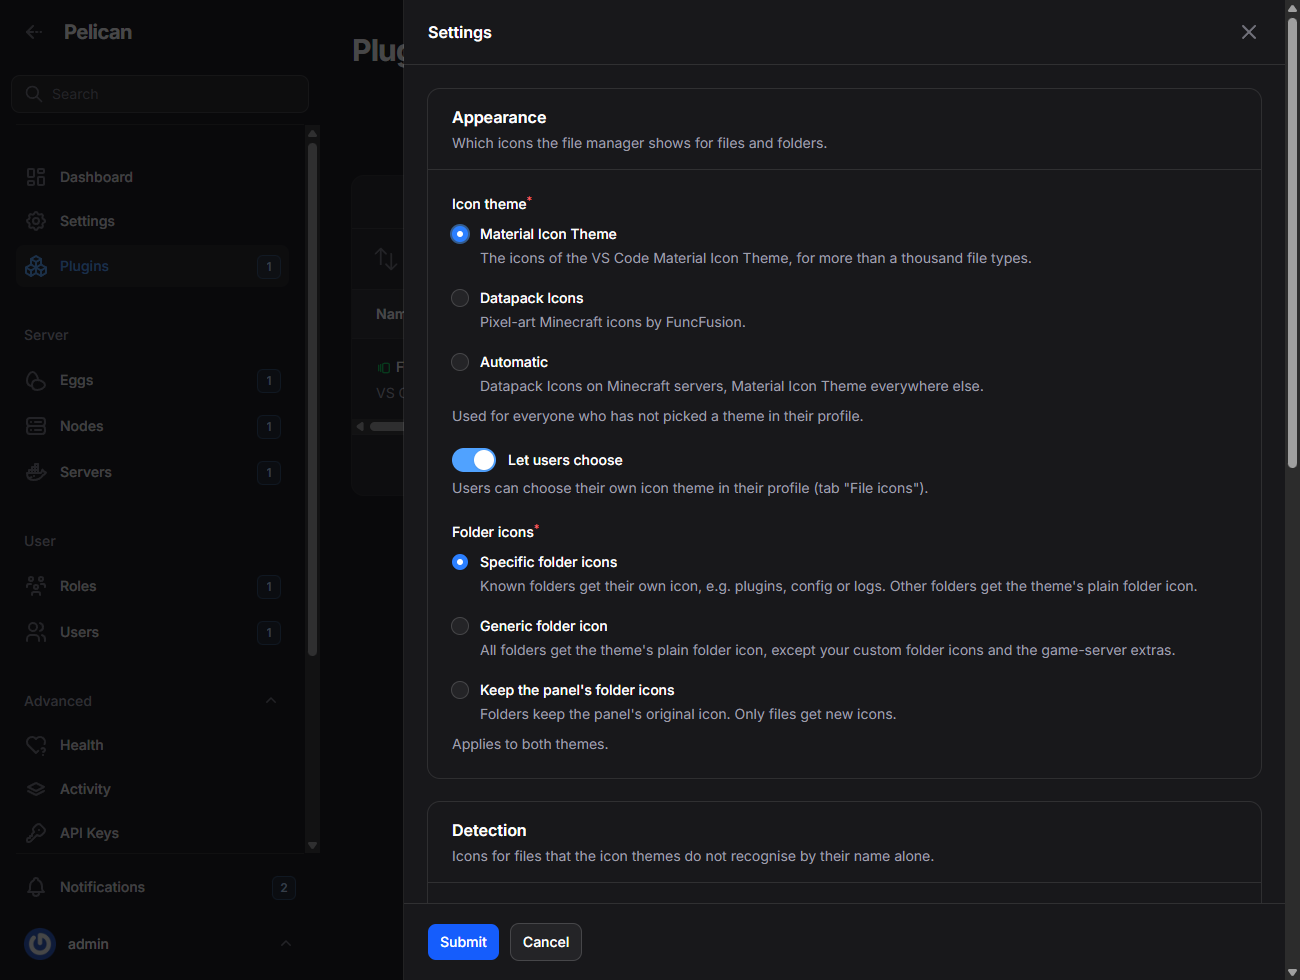 Pelican
Search
Dashboard
Settings
Plugins
1
Server
Eggs
1
Nodes
1
Servers
1
User
Roles
1
Users
1
Advanced
Health
Activity
API Keys
Notifications
2
admin
Settings
Appearance
Which icons the file manager shows for files and folders.
Icon theme*
Material Icon Theme
The icons of the VS Code Material Icon Theme, for more than a thousand file types.
Datapack Icons
Pixel-art Minecraft icons by FuncFusion.
Automatic
Datapack Icons on Minecraft servers, Material Icon Theme everywhere else.
Used for everyone who has not picked a theme in their profile.
Let users choose
Users can choose their own icon theme in their profile (tab "File icons").
Folder icons*
Specific folder icons
Known folders get their own icon, e.g. plugins, config or logs. Other folders get the theme's plain folder icon.
Generic folder icon
All folders get the theme's plain folder icon, except your custom folder icons and the game-server extras.
Keep the panel's folder icons
Folders keep the panel's original icon. Only files get new icons.
Applies to both themes.
Detection
Icons for files that the icon themes do not recognise by their name alone.
Submit
Cancel